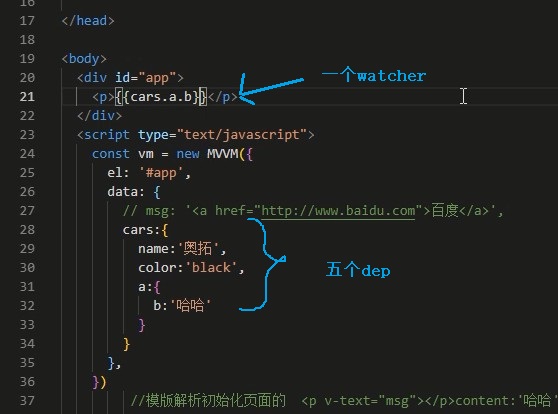 16
17 </head>
18
19 <body>
20 <div id="app">
21 <p>{{cars.a.b}}</p>
一个watcher
22 </div>
23 <script type="text/javascript">
24 const vm = new MVVM({
25 el: '#app',
26 data: {
27 // msg: '<a href="http://www.baidu.com">百度</a>',
28 cars:{
29 name:'奥拓',
30 color:'black',
五个dep
31 a:{
32 b:'哈哈'
33 }
34 }
35 },
36 })
37 //模版解析初始化页面的 <p v-text="msg"></p>content:'哈哈'